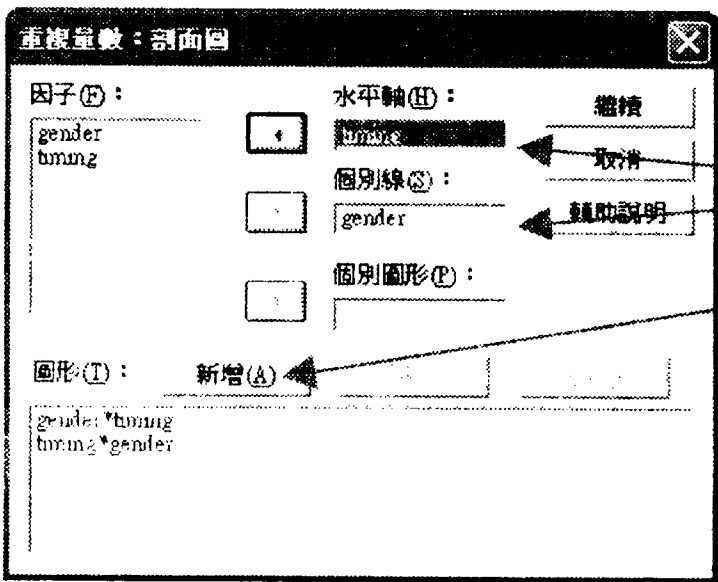 重複量數：剖面圖
因子(F)：
gender
timing
水平軸(H)：
timing
個別線(S)：
gender
個別圖形(P)：
繼續
取消
輔助說明
圖形(T)：
新增(A)
gender*timing
timing*gender